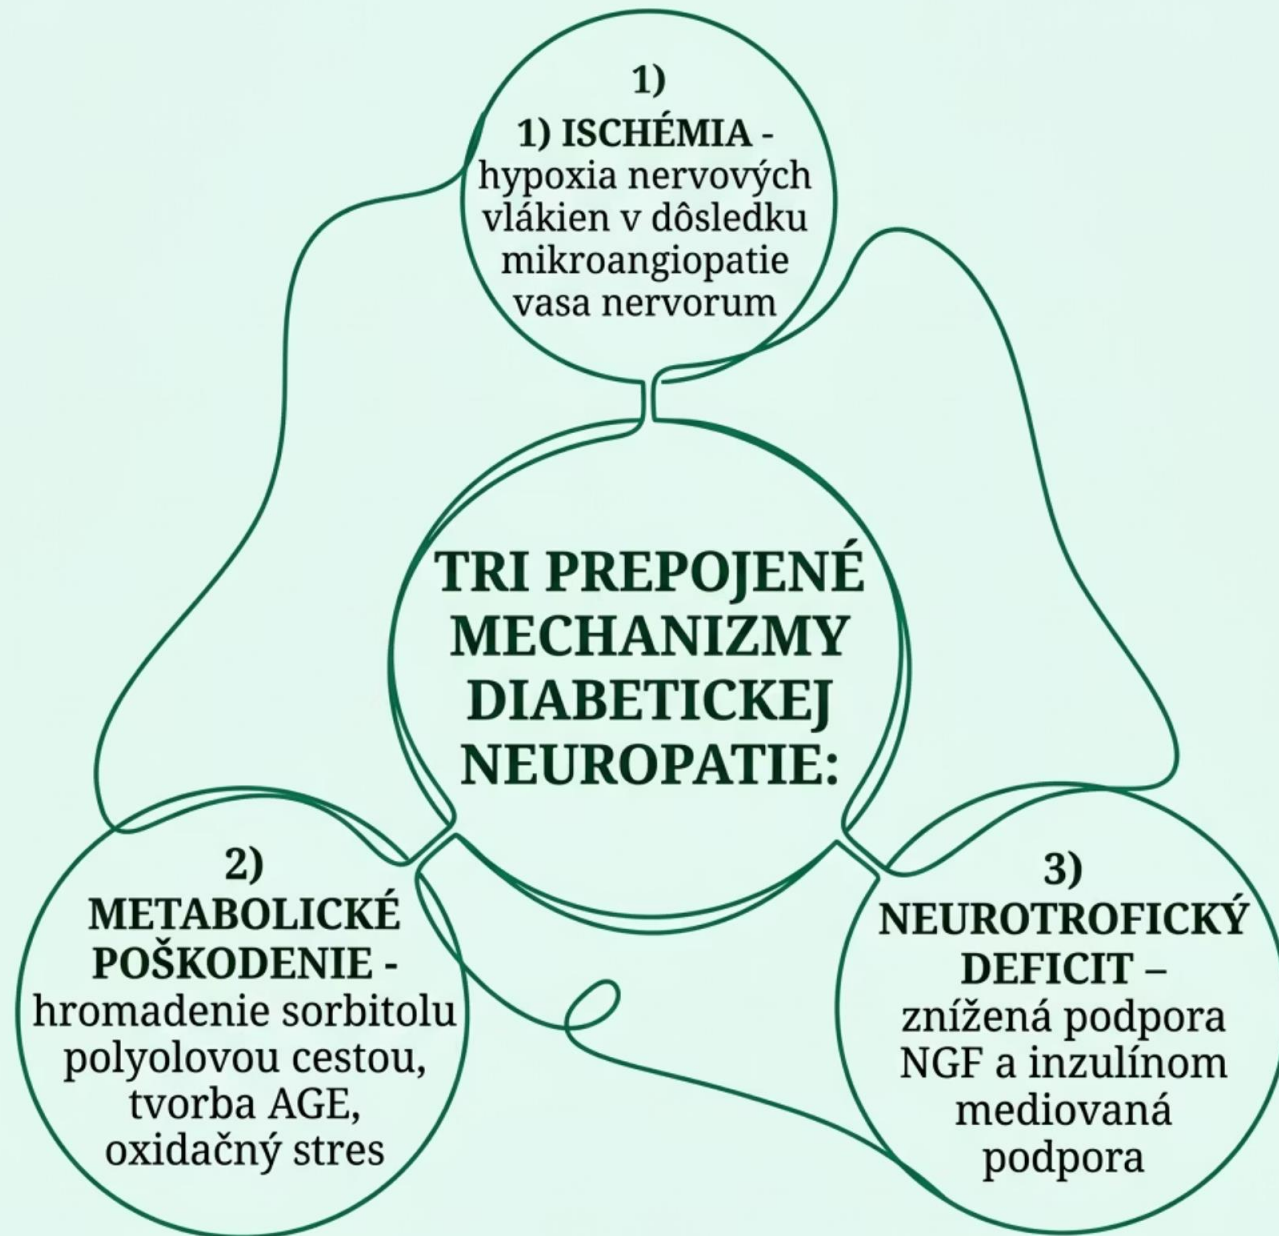 1)
1) ISCHÉMIA -
hypoxia nervových
vlákien v dôsledku
mikroangiopatie
vasa nervorum
TRI PREPOJENÉ
MECHANIZMY
DIABETICKEJ
NEUROPATIE:
2)
METABOLICKÉ
POŠKODENIE -
hromadenie sorbitolu
polyolovou cestou,
tvorba AGE,
oxidačný stres
3)
NEUROTROFICKÝ
DEFICIT –
znížená podpora
NGF a inzulínom
mediovaná
podpora